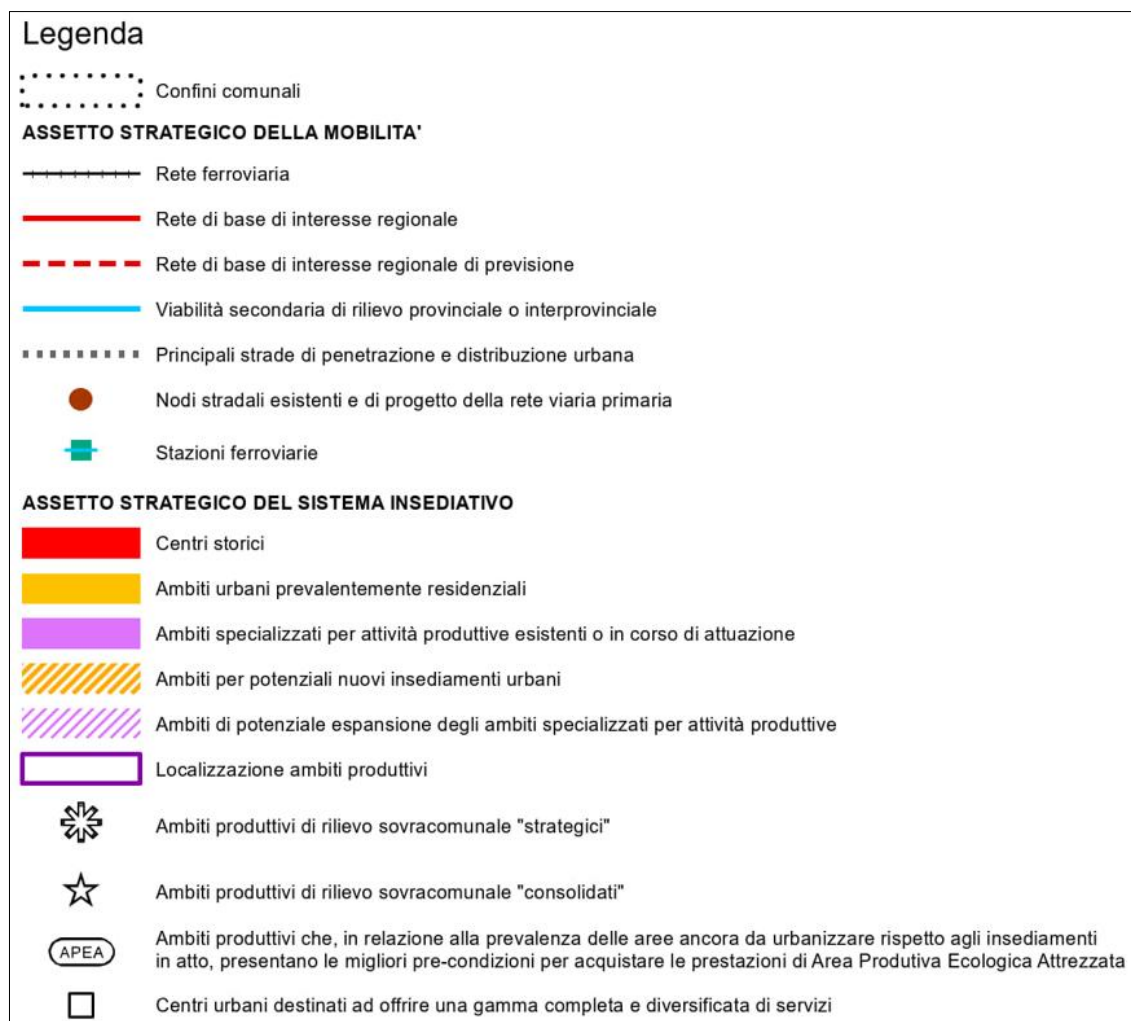 Legenda
Confini comunali
ASSETTO STRATEGICO DELLA MOBILITA'
Rete ferroviaria
Rete di base di interesse regionale
Rete di base di interesse regionale di previsione
Viabilità secondaria di rilievo provinciale o interprovinciale
Principali strade di penetrazione e distribuzione urbana
Nodi stradali esistenti e di progetto della rete viaria primaria
Stazioni ferroviarie
ASSETTO STRATEGICO DEL SISTEMA INSEDIATIVO
Centri storici
Ambiti urbani prevalentemente residenziali
Ambiti specializzati per attività produttive esistenti o in corso di attuazione
Ambiti per potenziali nuovi insediamenti urbani
Ambiti di potenziale espansione degli ambiti specializzati per attività produttive
Localizzazione ambiti produttivi
Ambiti produttivi di rilievo sovracomunale "strategici"
Ambiti produttivi di rilievo sovracomunale "consolidati"
APEA
Ambiti produttivi che, in relazione alla prevalenza delle aree ancora da urbanizzare rispetto agli insediamenti
in atto, presentano le migliori pre-condizioni per acquistare le prestazioni di Area Produtiva Ecologica Attrezzata
Centri urbani destinati ad offrire una gamma completa e diversificata di servizi